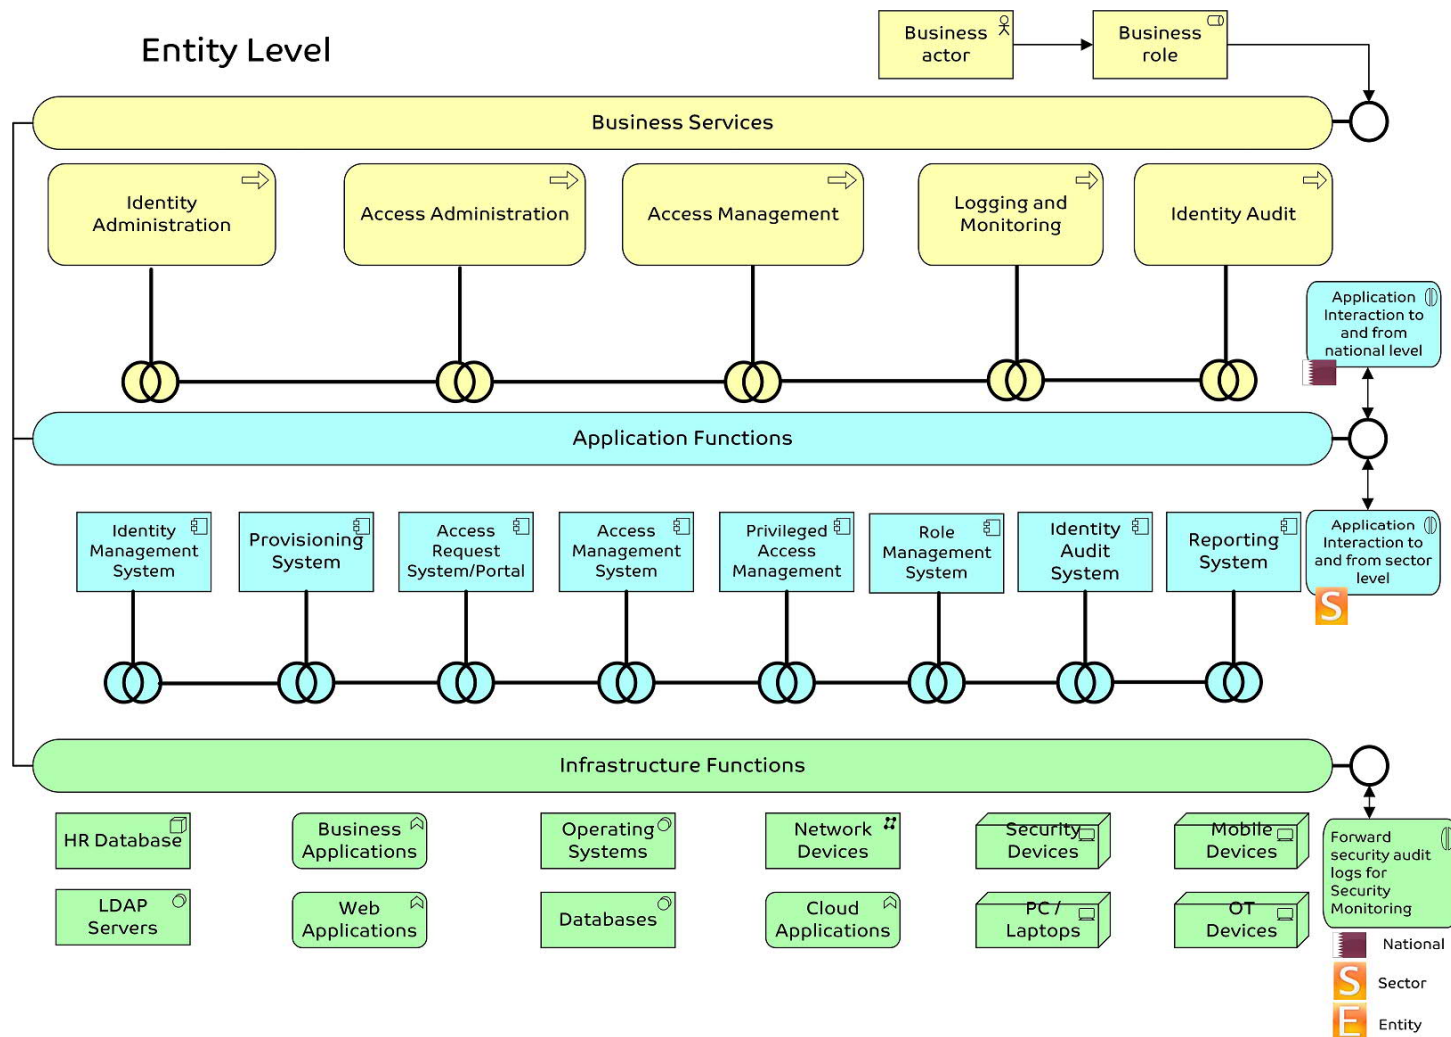 Entity Level
Business
actor
Business
role
Business Services
Identity
Administration
Access Administration
Access Management
Logging and
Monitoring
Identity Audit
Application
Interaction to
and from
national level
Application Functions
Identity
Management
System
Provisioning
System
Access
Request
System/Portal
Access
Management
System
Privileged
Access
Management
Role
Management
System
Identity
Audit
System
Reporting
System
Application
Interaction to
and from sector
level
S
Infrastructure Functions
HR Database
Business
Applications
Operating
Systems
Network
Devices
Security
Devices
Mobile
Devices
Forward
security audit
logs for
Security
Monitoring
LDAP
Servers
Web
Applications
Databases
Cloud
Applications
PC /
Laptops
OT
Devices
National
S Sector
E Entity